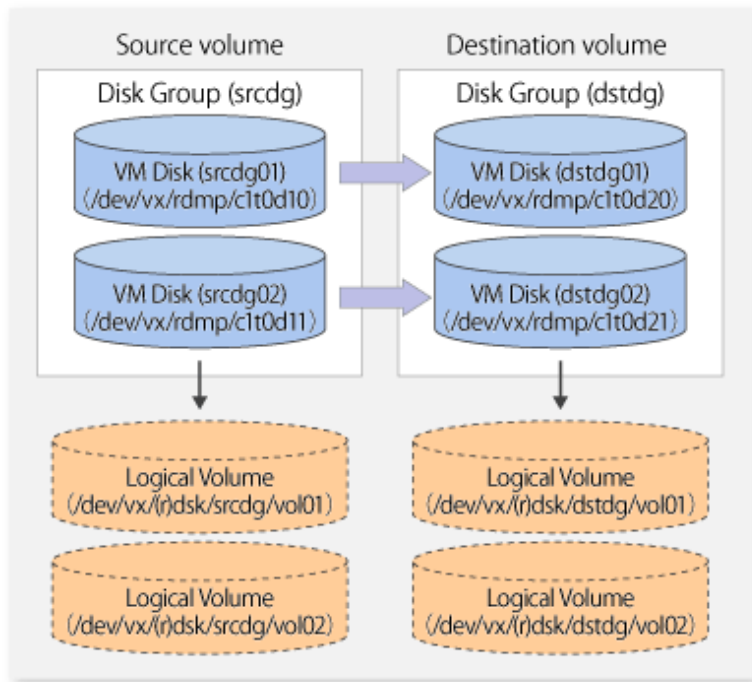 Source volume
Destination volume
Disk Group (srcdg)
Disk Group (dstdg)
VM Disk (srcdg01)
(/dev/vx/rdmp/c1t0d10)
VM Disk (dstdg01)
(/dev/vx/rdmp/c1t0d20)
VM Disk (srcdg02)
(/dev/vx/rdmp/c1t0d11)
VM Disk (dstdg02)
(/dev/vx/rdmp/c1t0d21)
Logical Volume
(/dev/vx/(r)dsk/srcdg/vol01)
Logical Volume
(/dev/vx/(r)dsk/dstdg/vol01)
Logical Volume
(/dev/vx/(r)dsk/srcdg/vol02)
Logical Volume
(/dev/vx/(r)dsk/dstdg/vol02)